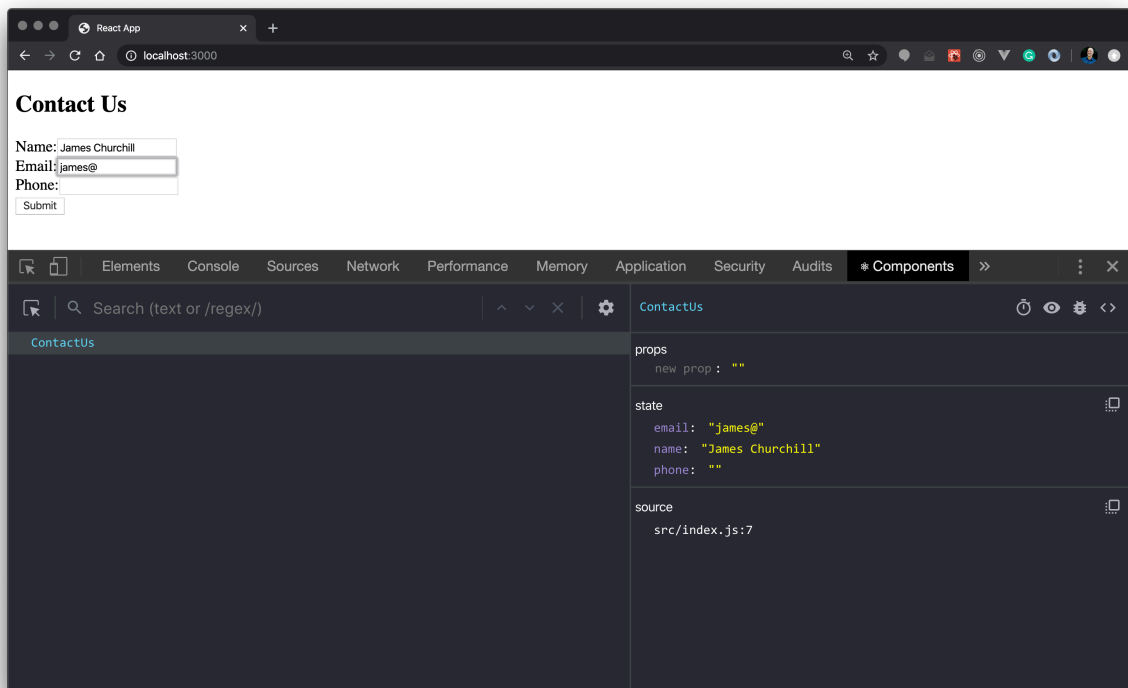 React App
localhost:3000
Contact Us
Name: James Churchill
Email: james@
Phone:
Submit
Elements Console Sources Network Performance Memory Application Security Audits ⚛ Components »
Search (text or /regex/)
ContactUs
ContactUs
props
new prop: ""
state
email: "james@"
name: "James Churchill"
phone: ""
source
src/index.js:7